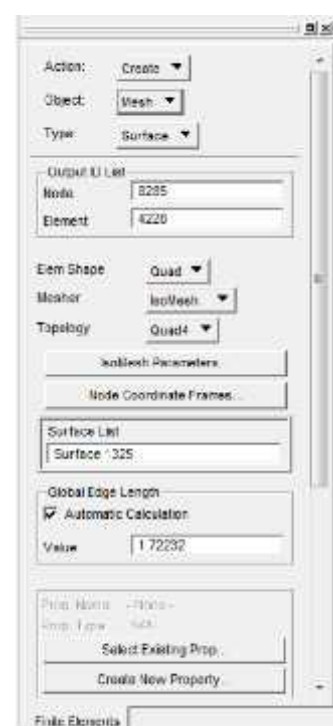 Action: Create
Object: Mesh
Type: Surface
Output ID List
Node 8285
Element 4226
Elem Shape Quad
Mesher IsoMesh
Topology Quad4
IsoMesh Parameters...
Node Coordinate Frames...
Surface List
Surface 1325
Global Edge Length
Automatic Calculation
Value 1.72232
Prop. Name: - None -
Prop. Type: N/A
Select Existing Prop...
Create New Property...
Finite Elements